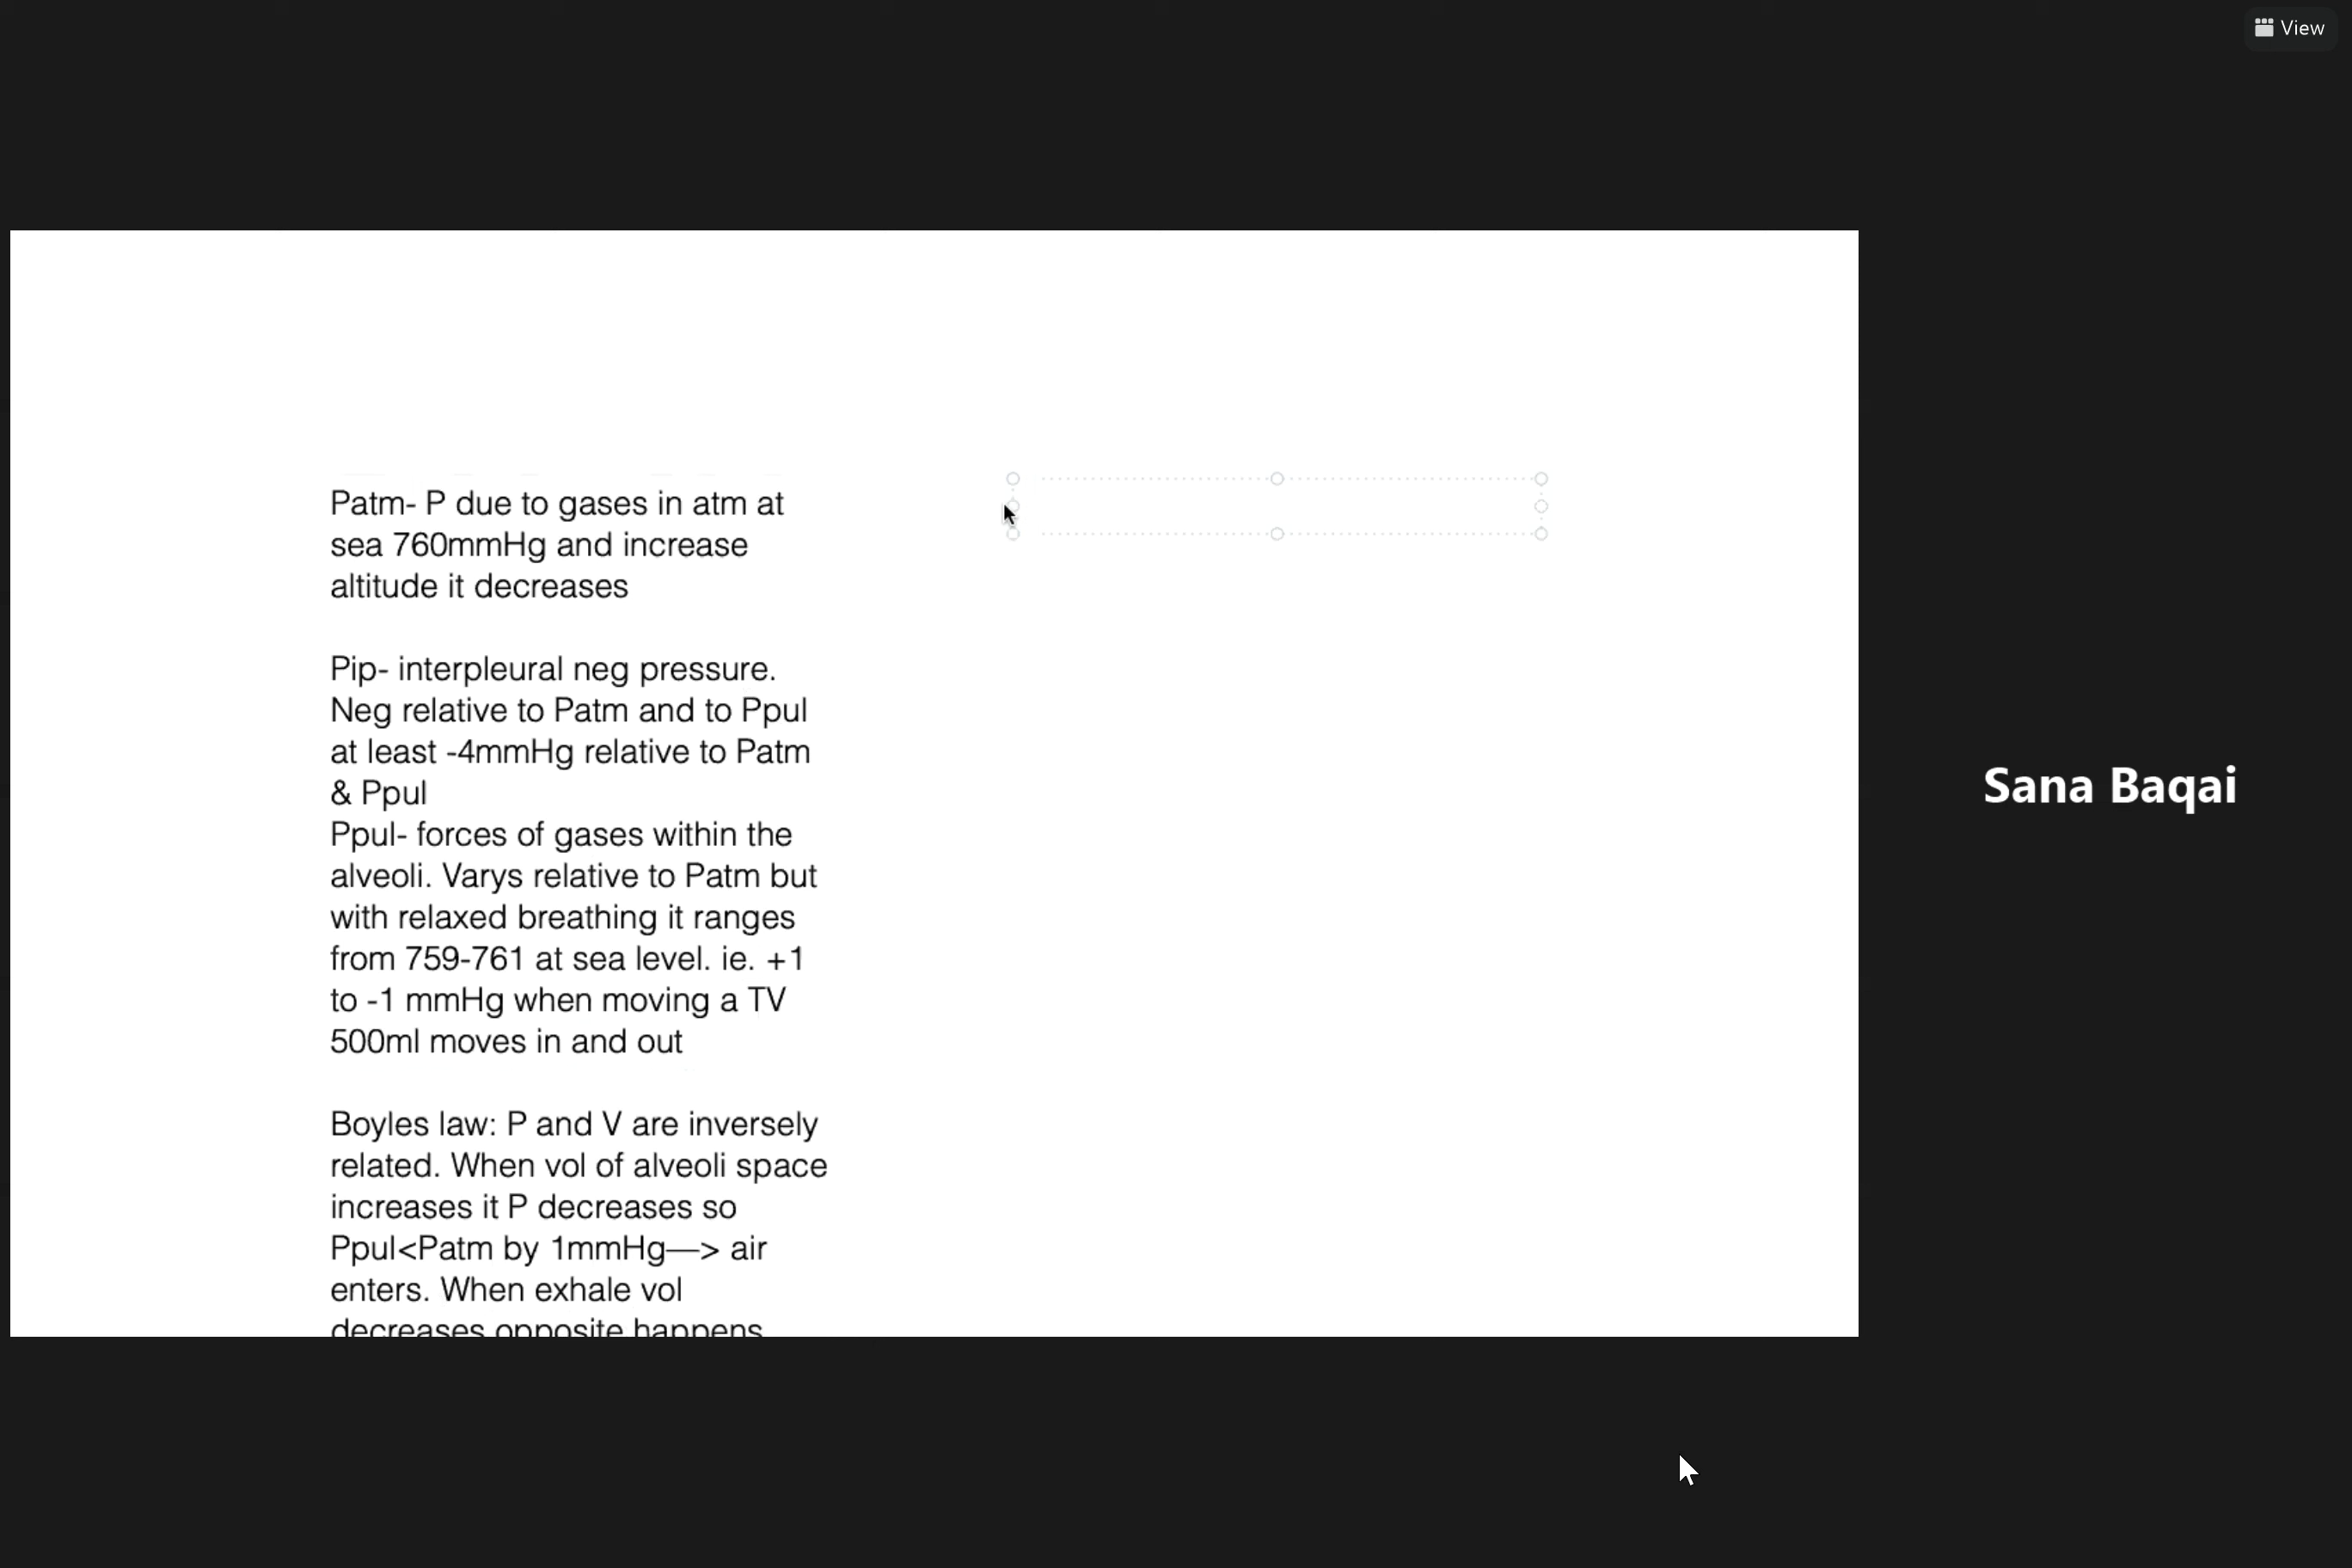 View
Patm- P due to gases in atm at
sea 760mmHg and increase
altitude it decreases
Pip- interpleural neg pressure.
Neg relative to Patm and to Ppul
at least -4mmHg relative to Patm
& Ppul
Ppul- forces of gases within the
alveoli. Varys relative to Patm but
with relaxed breathing it ranges
from 759-761 at sea level. ie. +1
to -1 mmHg when moving a TV
500ml moves in and out
Boyles law: P and V are inversely
related. When vol of alveoli space
increases it P decreases so
Ppul<Patm by 1mmHg—> air
enters. When exhale vol
decreases opposite happens
Sana Baqai